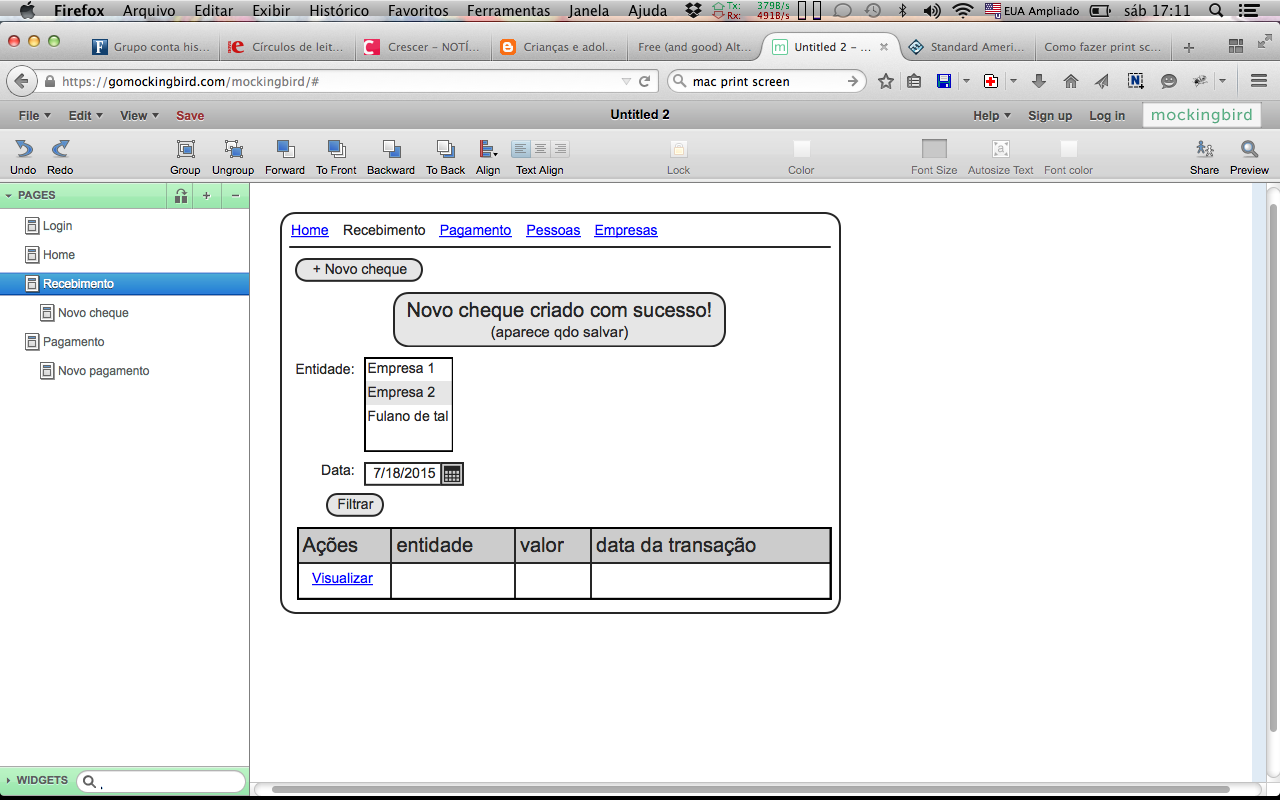 Firefox Arquivo Editar Exibir Histórico Favoritos Ferramentas Janela Ajuda Tx: 379B/s Rx: 491B/s EUA Ampliado sáb 17:11
Grupo conta his... Círculos de leit... Crescer – NOTÍ... Crianças e adol... Free (and good) Alt... Untitled 2 – ... Standard Ameri... Como fazer print sc...
https://gomockingbird.com/mockingbird/# mac print screen
File Edit View Save Untitled 2 Help Sign up Log in mockingbird
Undo Redo Group Ungroup Forward To Front Backward To Back Align Text Align Lock Color Font Size Autosize Text Font color Share Preview
PAGES
Login
Home
Recebimento
Novo cheque
Pagamento
Novo pagamento
Home Recebimento Pagamento Pessoas Empresas
+ Novo cheque
Novo cheque criado com sucesso!
(aparece qdo salvar)
Entidade: Empresa 1
Empresa 2
Fulano de tal
Data: 7/18/2015
Filtrar
Ações entidade valor data da transação
Visualizar
WIDGETS ,